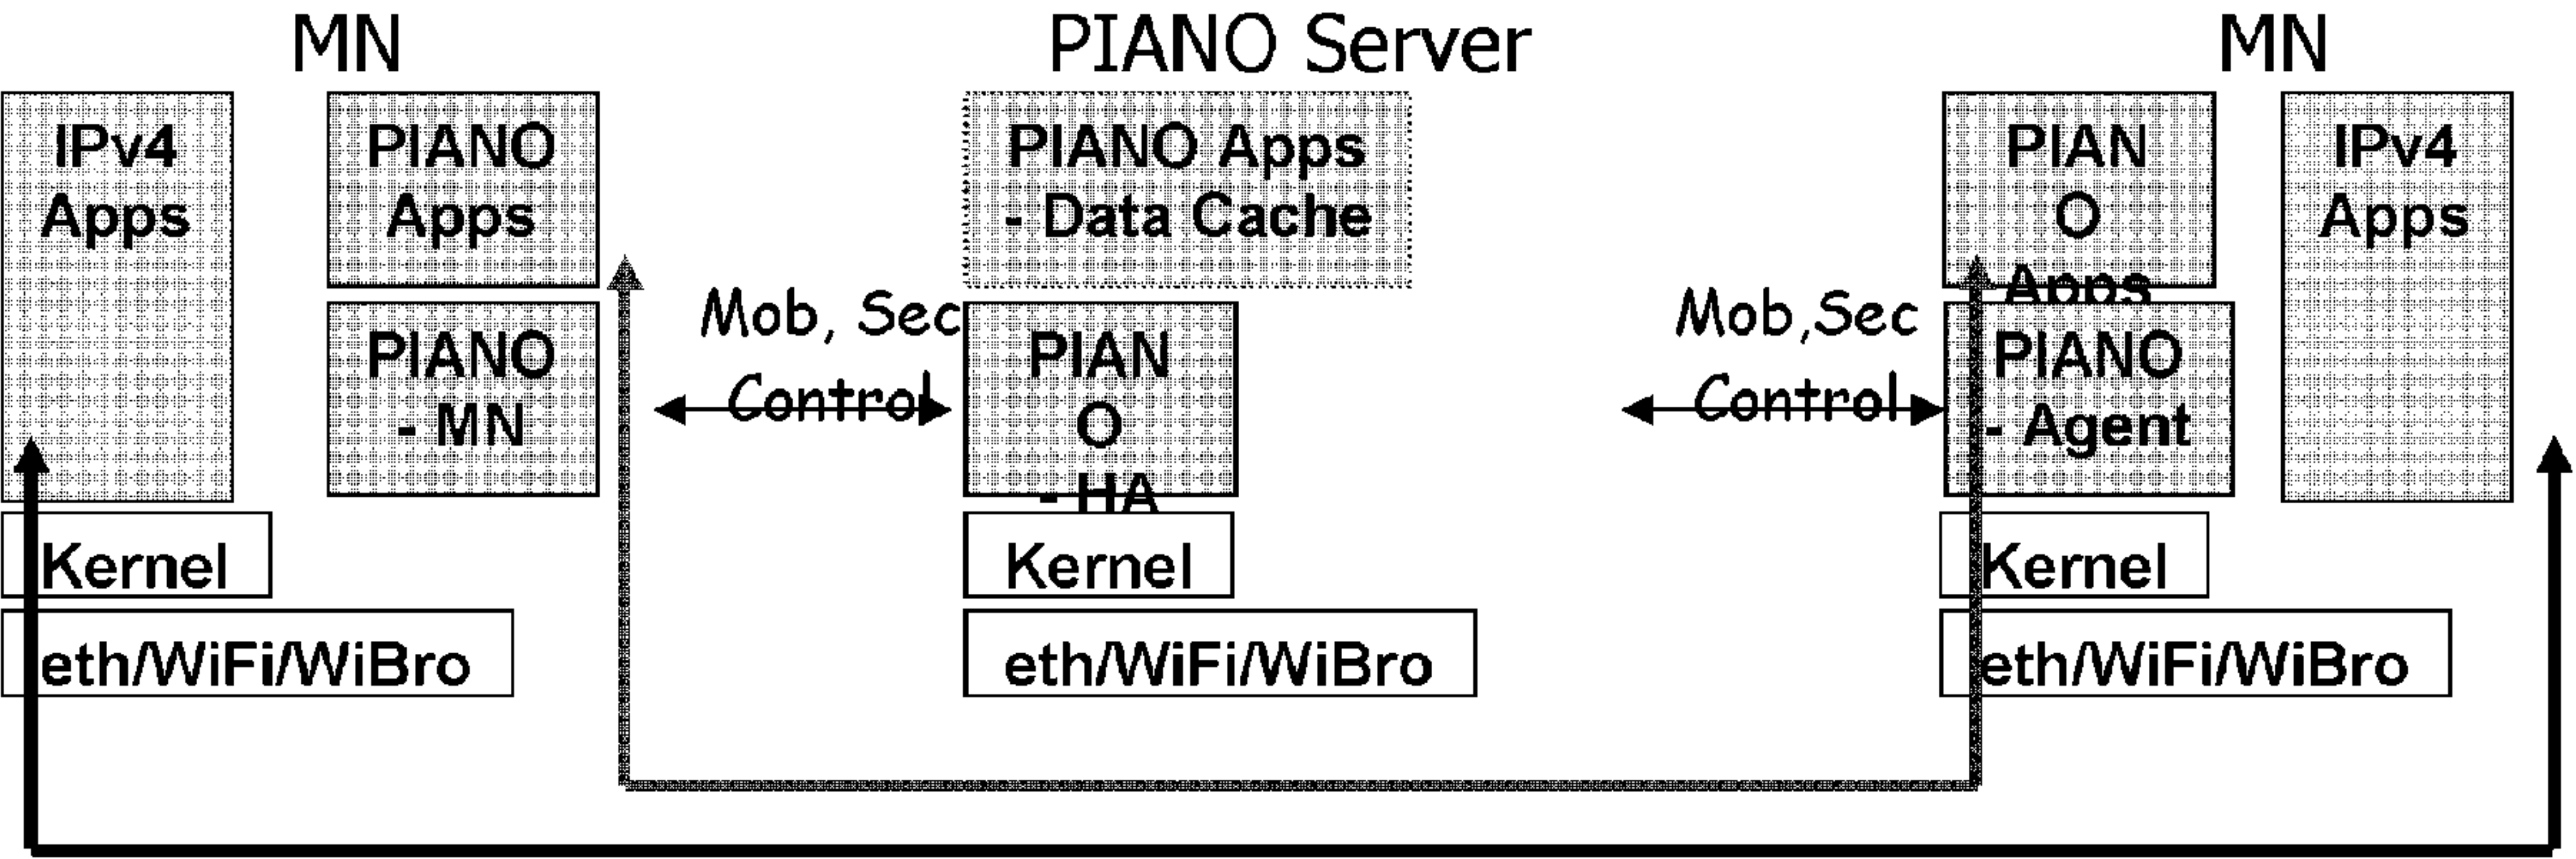 MN
PIANO Server
MN
IPv4
Apps
PIANO
Apps
PIANO Apps
- Data Cache
PIAN
O
Apps
IPv4
Apps
PIANO
- MN
Mob, Sec
Control
PIAN
O
- HA
Mob,Sec
Control
PIANO
- Agent
Kernel
Kernel
Kernel
eth/WiFi/WiBro
eth/WiFi/WiBro
eth/WiFi/WiBro